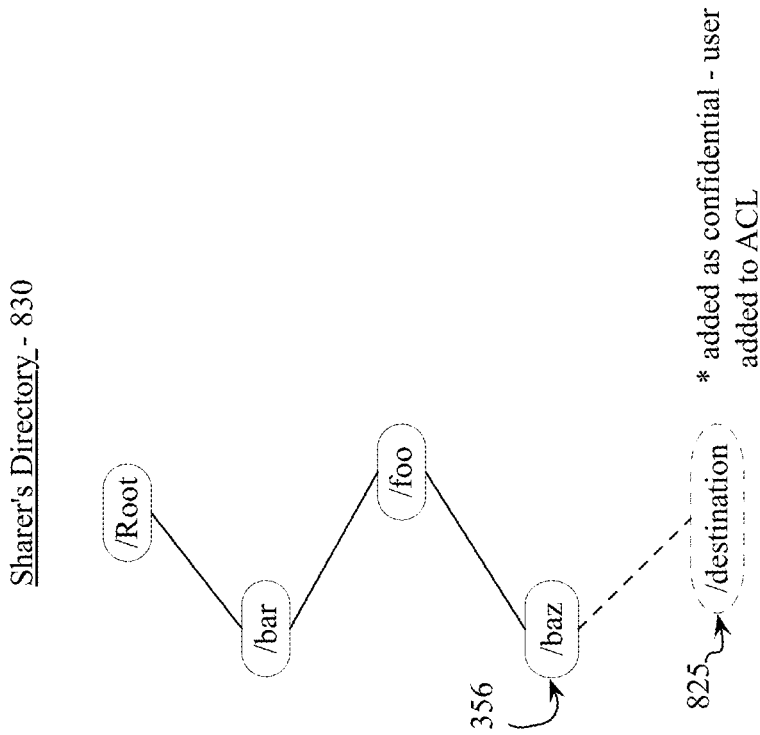 Sharer's Directory - 830
/Root
/bar
/foo
/baz
356
/destination
825
* added as confidential - user
added to ACL